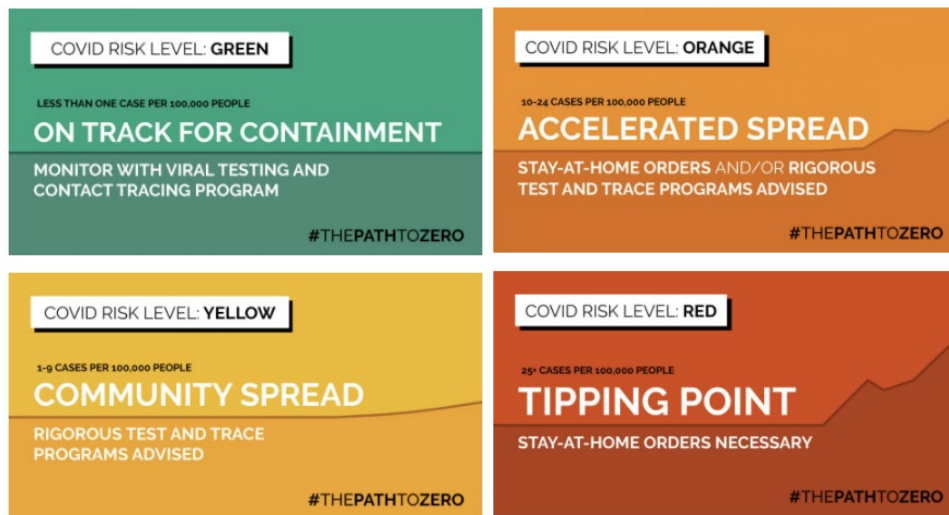 COVID RISK LEVEL: GREEN
LESS THAN ONE CASE PER 100,000 PEOPLE
ON TRACK FOR CONTAINMENT
MONITOR WITH VIRAL TESTING AND
CONTACT TRACING PROGRAM
#THEPATHTOZERO
COVID RISK LEVEL: ORANGE
10-24 CASES PER 100,000 PEOPLE
ACCELERATED SPREAD
STAY-AT-HOME ORDERS AND/OR RIGOROUS
TEST AND TRACE PROGRAMS ADVISED
#THEPATHTOZERO
COVID RISK LEVEL: YELLOW
1-9 CASES PER 100,000 PEOPLE
COMMUNITY SPREAD
RIGOROUS TEST AND TRACE
PROGRAMS ADVISED
#THEPATHTOZERO
COVID RISK LEVEL: RED
25+ CASES PER 100,000 PEOPLE
TIPPING POINT
STAY-AT-HOME ORDERS NECESSARY
#THEPATHTOZERO